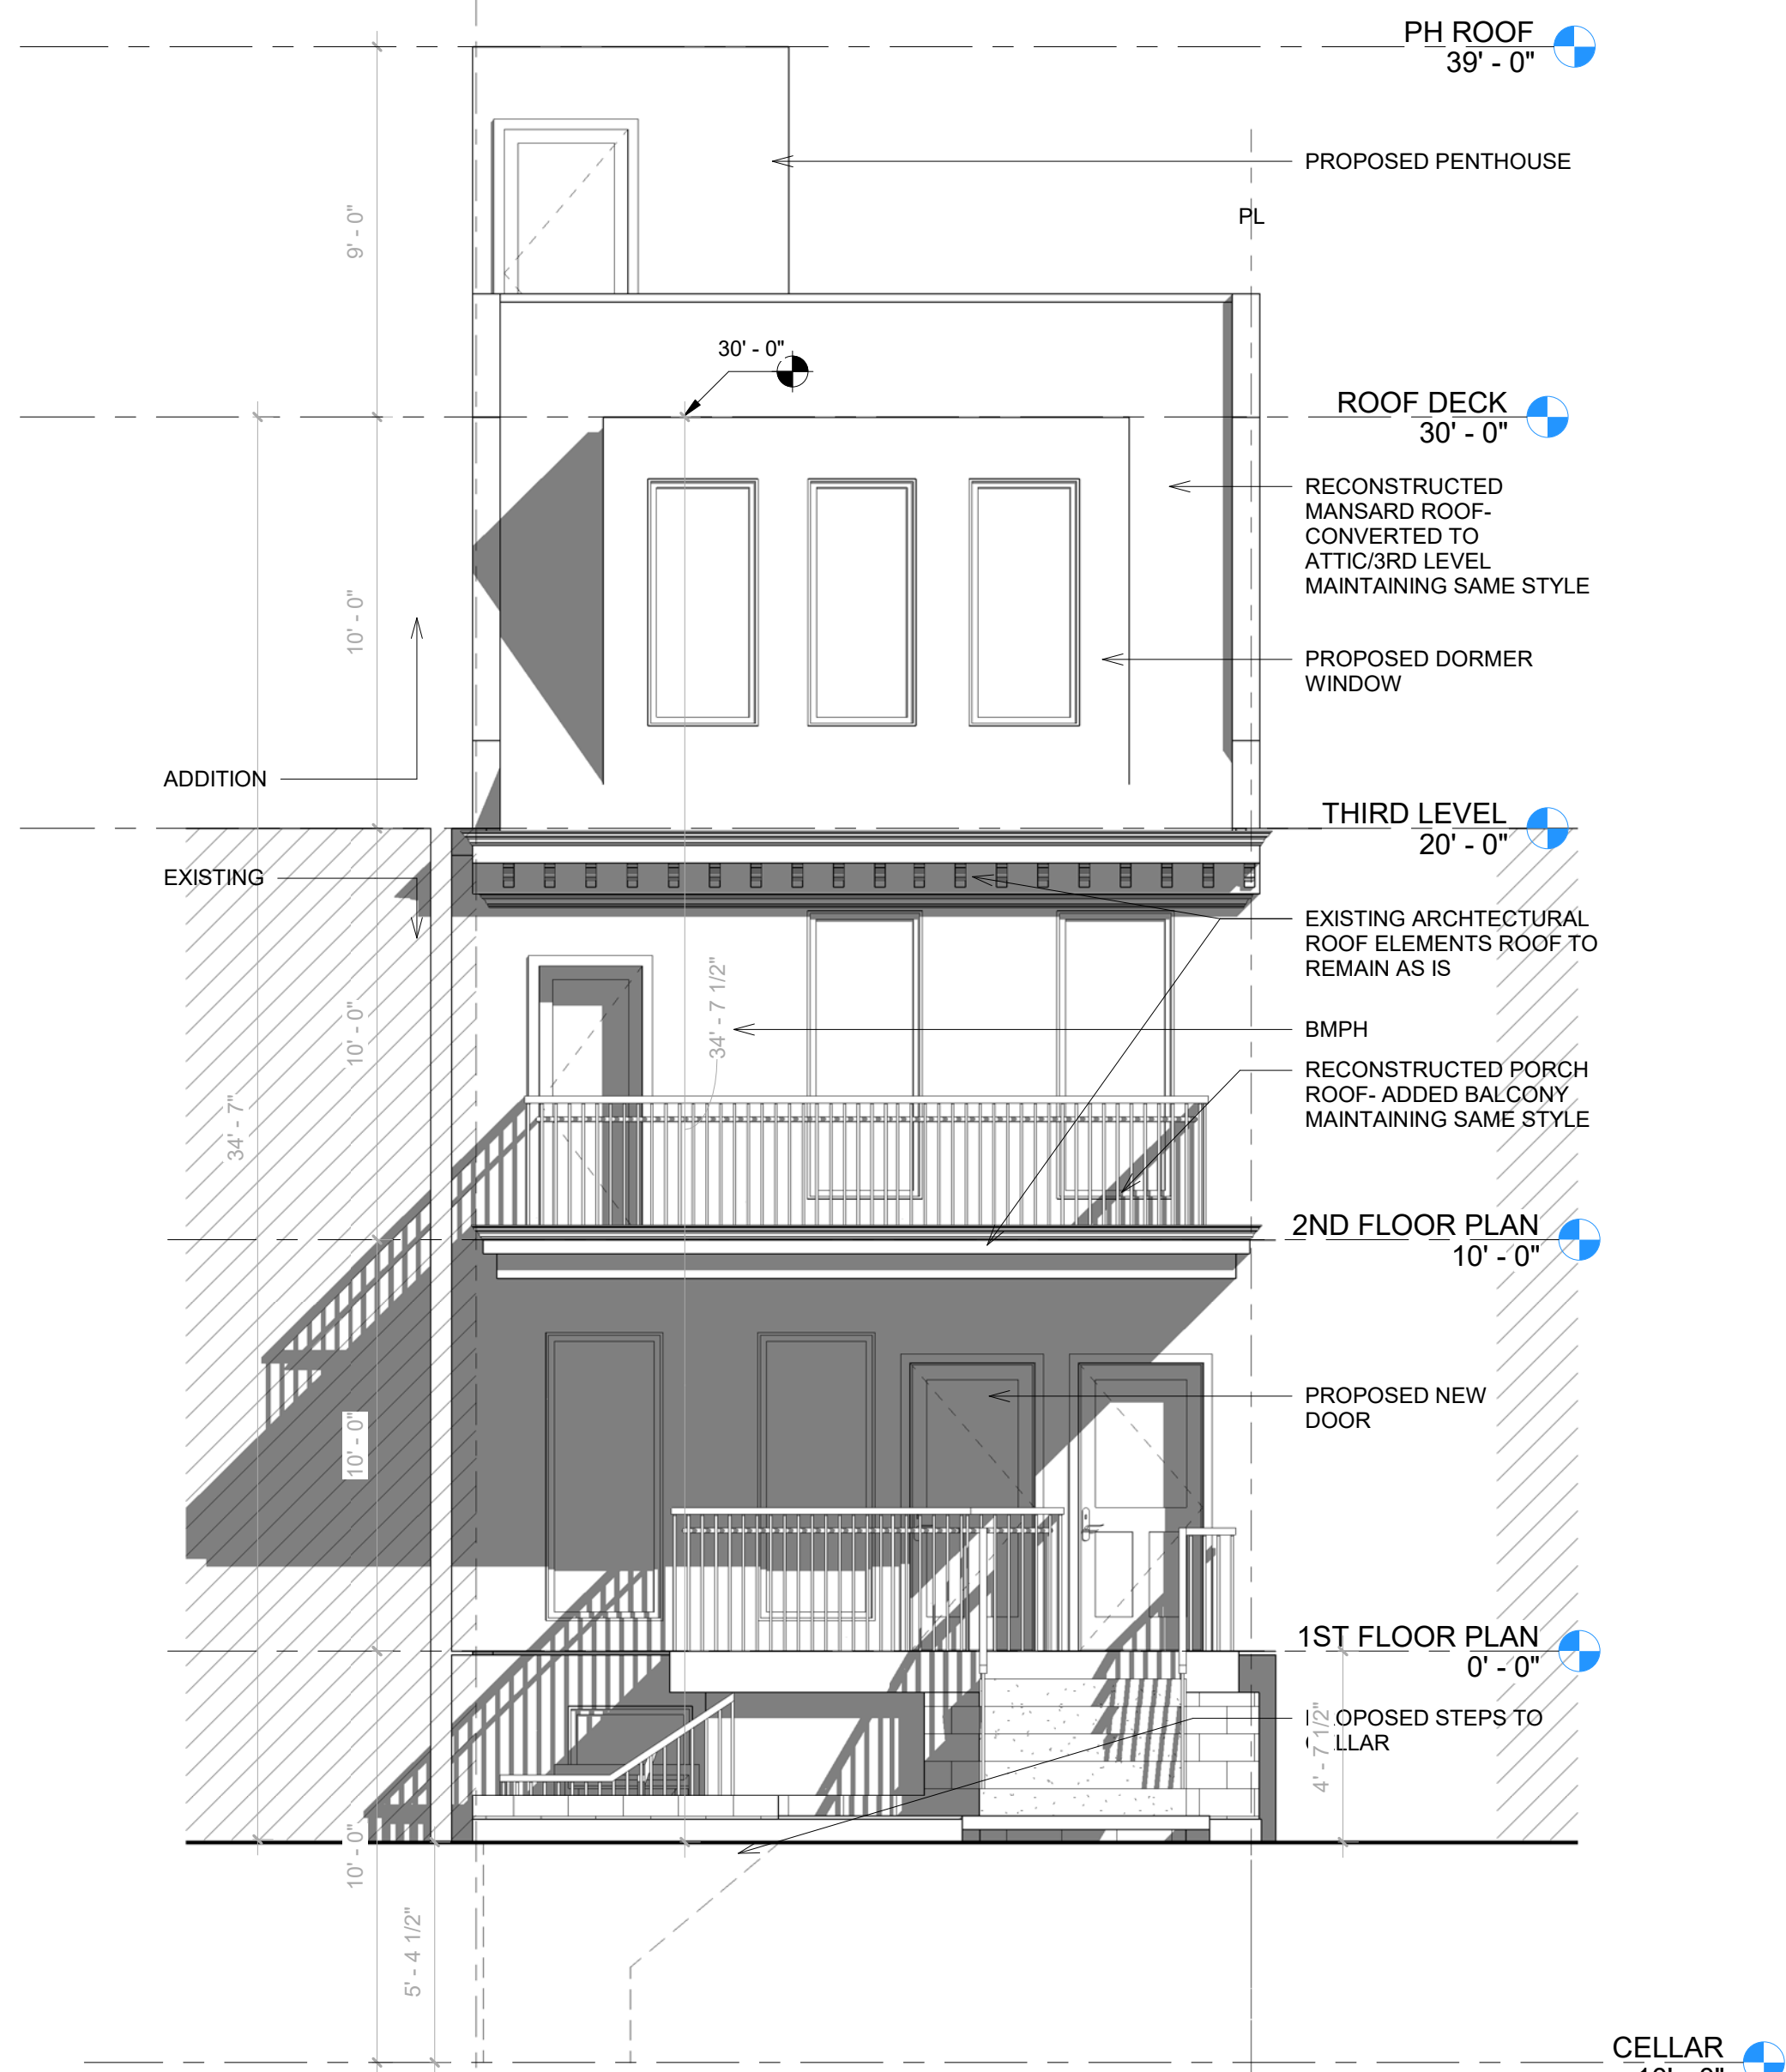 PH ROOF
39' - 0"
PROPOSED PENTHOUSE
PL
9' - 0"
30' - 0"
ROOF DECK
30' - 0"
RECONSTRUCTED
MANSARD ROOF-
CONVERTED TO
ATTIC/3RD LEVEL
MAINTAINING SAME STYLE
10' - 0"
PROPOSED DORMER
WINDOW
ADDITION
THIRD LEVEL
20' - 0"
EXISTING
EXISTING ARCHTECTURAL
ROOF ELEMENTS ROOF TO
REMAIN AS IS
10' - 0"
34' - 7 1/2"
BMPH
34' - 7"
RECONSTRUCTED PORCH
ROOF- ADDED BALCONY
MAINTAINING SAME STYLE
2ND FLOOR PLAN
10' - 0"
10' - 0"
PROPOSED NEW
DOOR
1ST FLOOR PLAN
0' - 0"
STEPS TO
4' - 7 1/2"
10' - 0"
5' - 4 1/2"
CELLAR